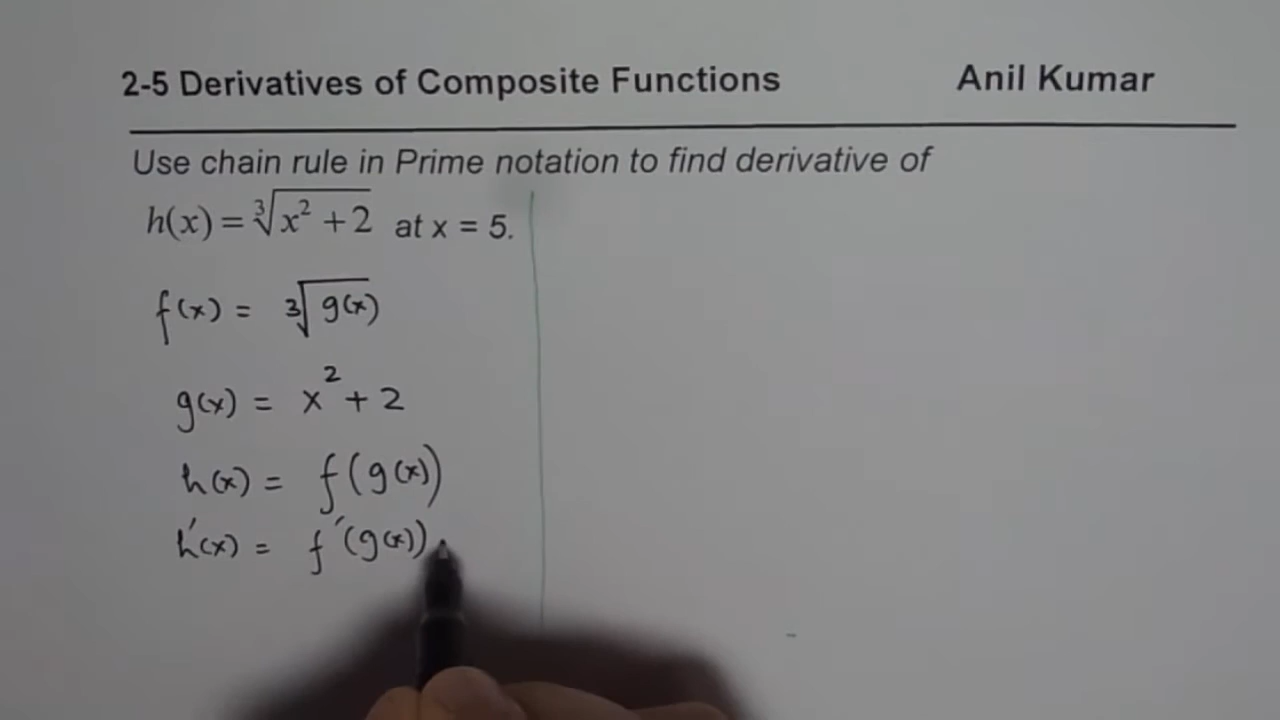 2-5 Derivatives of Composite Functions Anil Kumar
Use chain rule in Prime notation to find derivative of
h(x) = ∛(x² + 2) at x = 5.
f(x) = ∛g(x)
g(x) = x² + 2
h(x) = f(g(x))
h′(x) = f′(g(x)) .